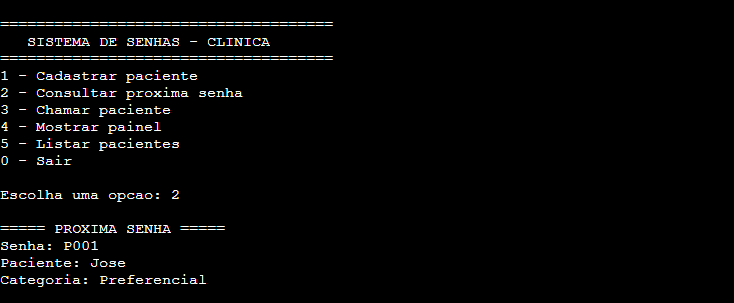 =====================================
SISTEMA DE SENHAS - CLINICA
=====================================
1 - Cadastrar paciente
2 - Consultar proxima senha
3 - Chamar paciente
4 - Mostrar painel
5 - Listar pacientes
0 - Sair
Escolha uma opcao: 2
===== PROXIMA SENHA =====
Senha: P001
Paciente: Jose
Categoria: Preferencial